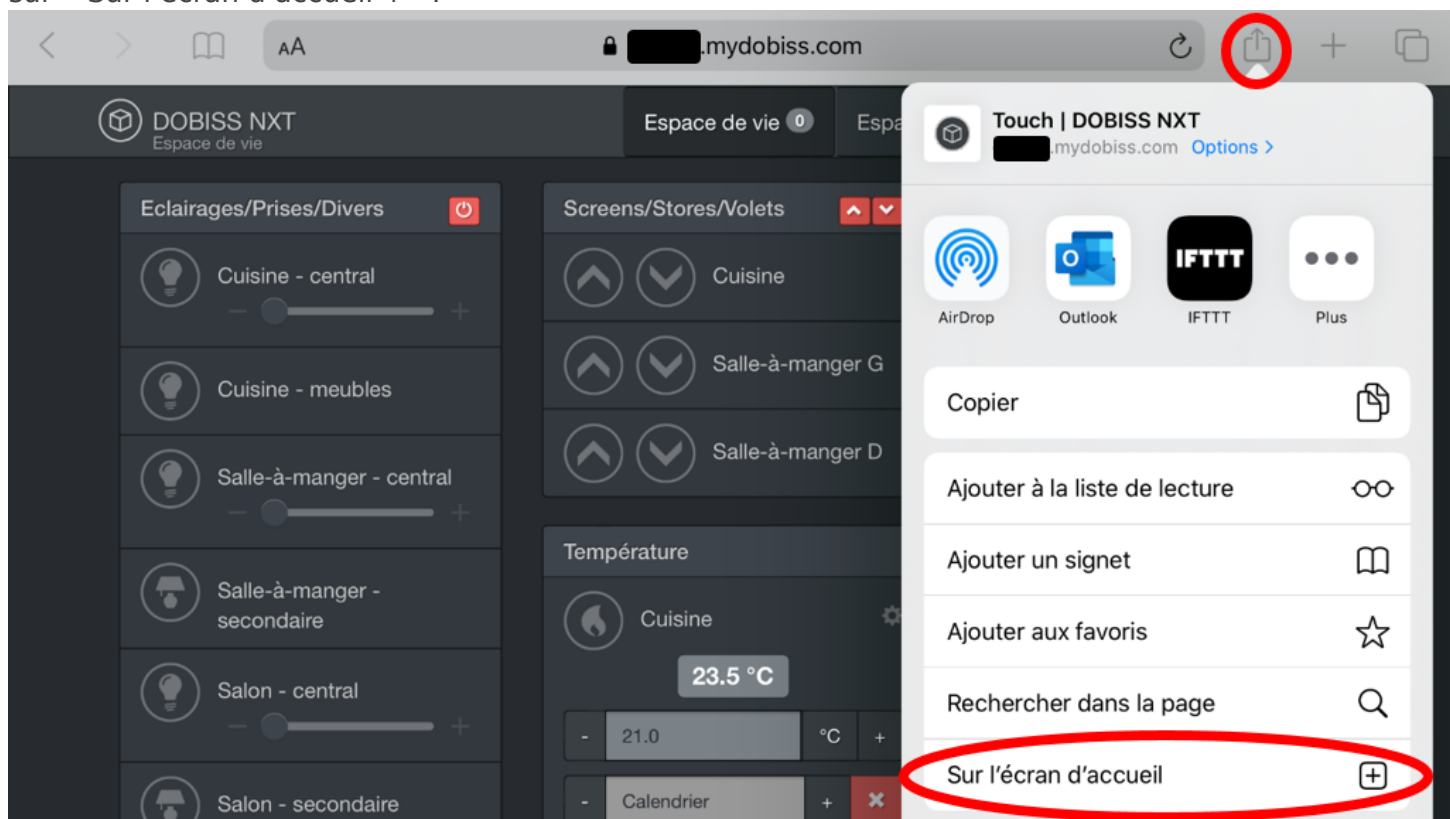 sur « Sur l'écran d'accueil + ».
AA
.mydobiss.com
DOBISS NXT
Espace de vie
Espace de vie 0
Espa
Eclairages/Prises/Divers
Cuisine - central
- +
Cuisine - meubles
Salle-à-manger - central
- +
Salle-à-manger -
secondaire
Salon - central
- +
Salon - secondaire
Screens/Stores/Volets
Cuisine
Salle-à-manger G
Salle-à-manger D
Température
Cuisine
23.5 °C
- 21.0 °C +
- Calendrier + ×
Touch | DOBISS NXT
.mydobiss.com Options >
O
IFTTT
AirDrop Outlook IFTTT Plus
Copier
Ajouter à la liste de lecture
Ajouter un signet
Ajouter aux favoris
Rechercher dans la page
Sur l'écran d'accueil